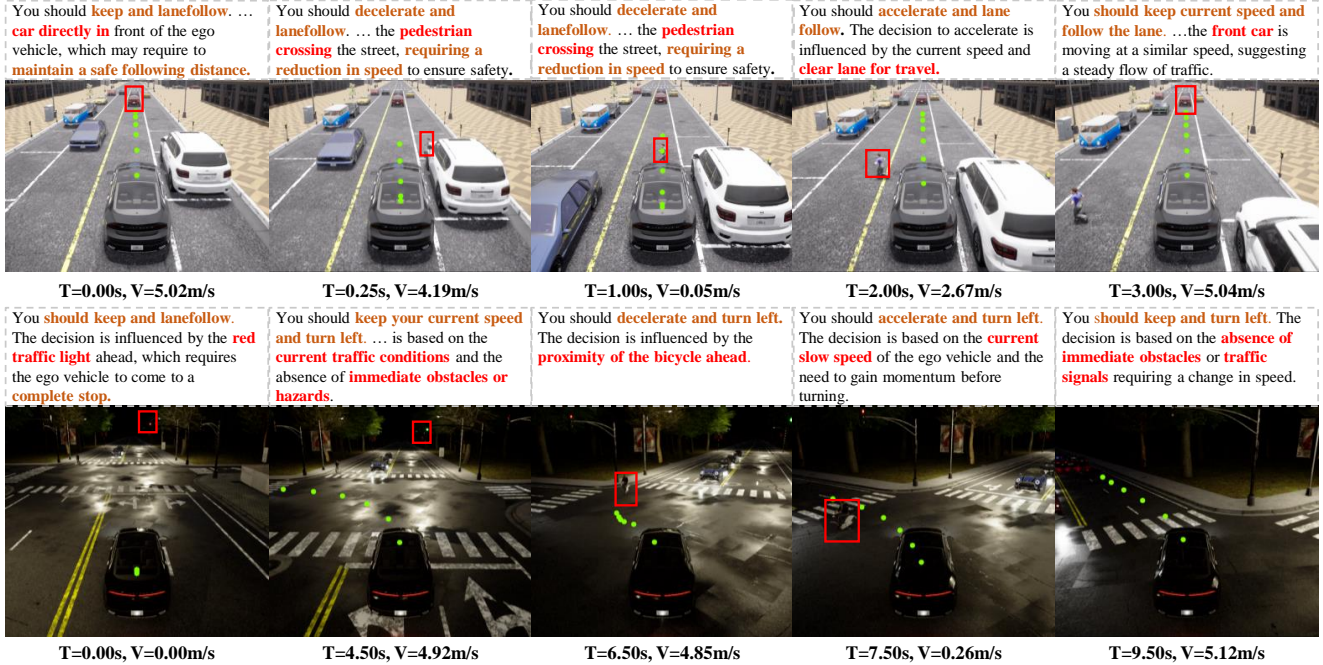 You should keep and lanefollow. …
car directly in front of the ego
vehicle, which may require to
maintain a safe following distance.
You should decelerate and
lanefollow. … the pedestrian
crossing the street, requiring a
reduction in speed to ensure safety.
You should decelerate and
lanefollow. … the pedestrian
crossing the street, requiring a
reduction in speed to ensure safety.
You should accelerate and lane
follow. The decision to accelerate is
influenced by the current speed and
clear lane for travel.
You should keep current speed and
follow the lane. …the front car is
moving at a similar speed, suggesting
a steady flow of traffic.
T=0.00s, V=5.02m/s
T=0.25s, V=4.19m/s
T=1.00s, V=0.05m/s
T=2.00s, V=2.67m/s
T=3.00s, V=5.04m/s
You should keep and lanefollow.
The decision is influenced by the red
traffic light ahead, which requires
the ego vehicle to come to a
complete stop.
You should keep your current speed
and turn left. … is based on the
current traffic conditions and the
absence of immediate obstacles or
hazards.
You should decelerate and turn left.
The decision is influenced by the
proximity of the bicycle ahead.
You should accelerate and turn left.
The decision is based on the current
slow speed of the ego vehicle and the
need to gain momentum before
turning.
You should keep and turn left. The
decision is based on the absence of
immediate obstacles or traffic
signals requiring a change in speed.
T=0.00s, V=0.00m/s
T=4.50s, V=4.92m/s
T=6.50s, V=4.85m/s
T=7.50s, V=0.26m/s
T=9.50s, V=5.12m/s